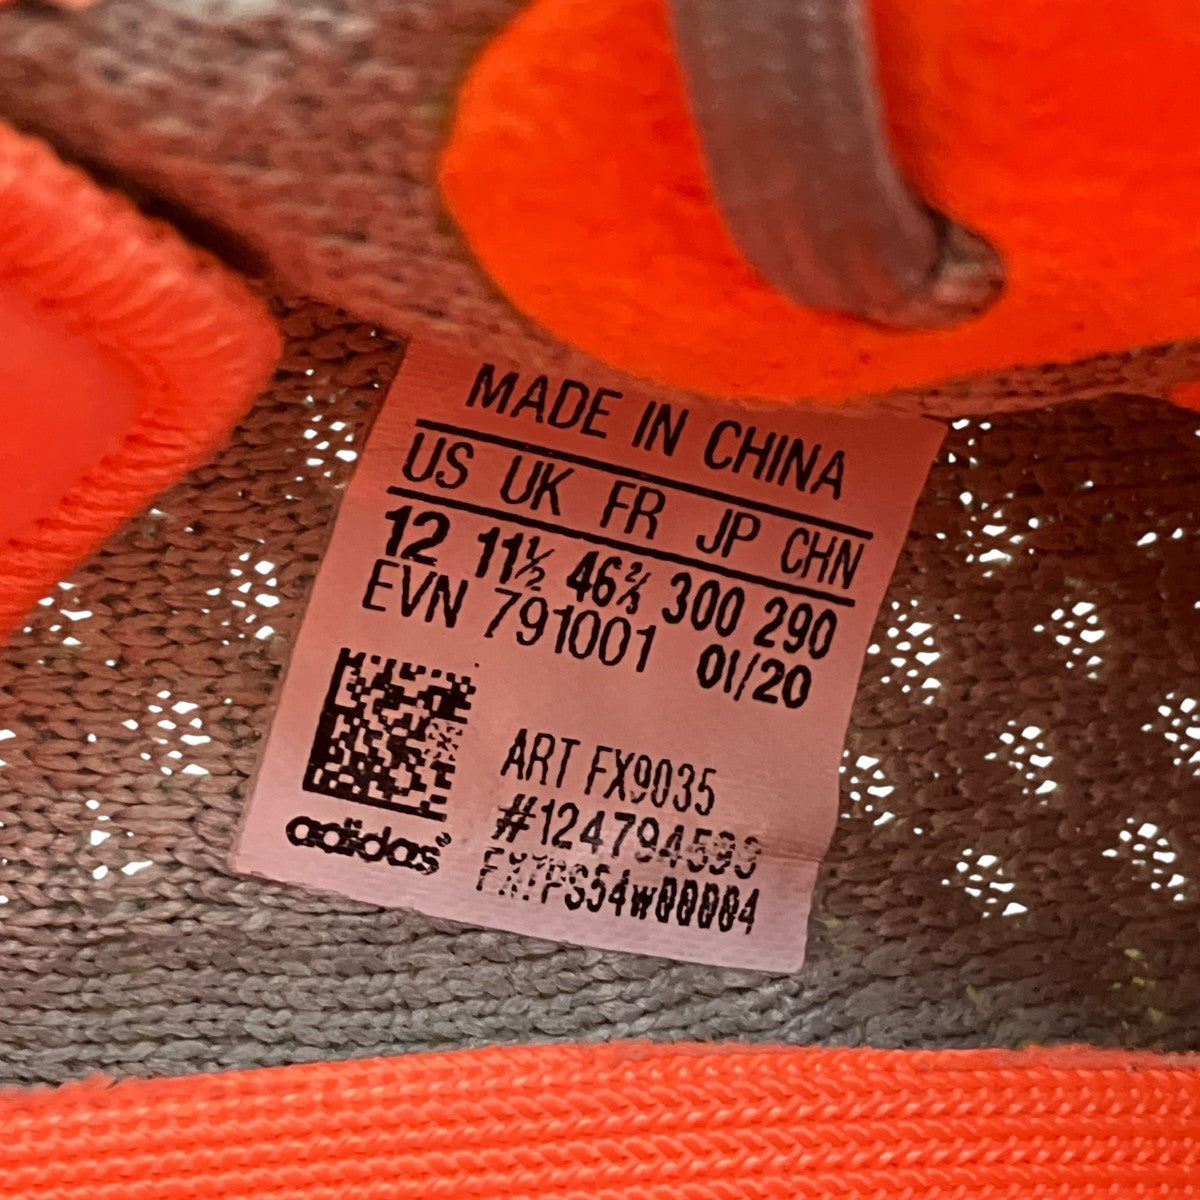 MADE IN CHINA
US UK FR JP CHN
12 11½ 46⅔ 300 290
EVN 791001 01/20
ART FX9035
#124794599
adidas